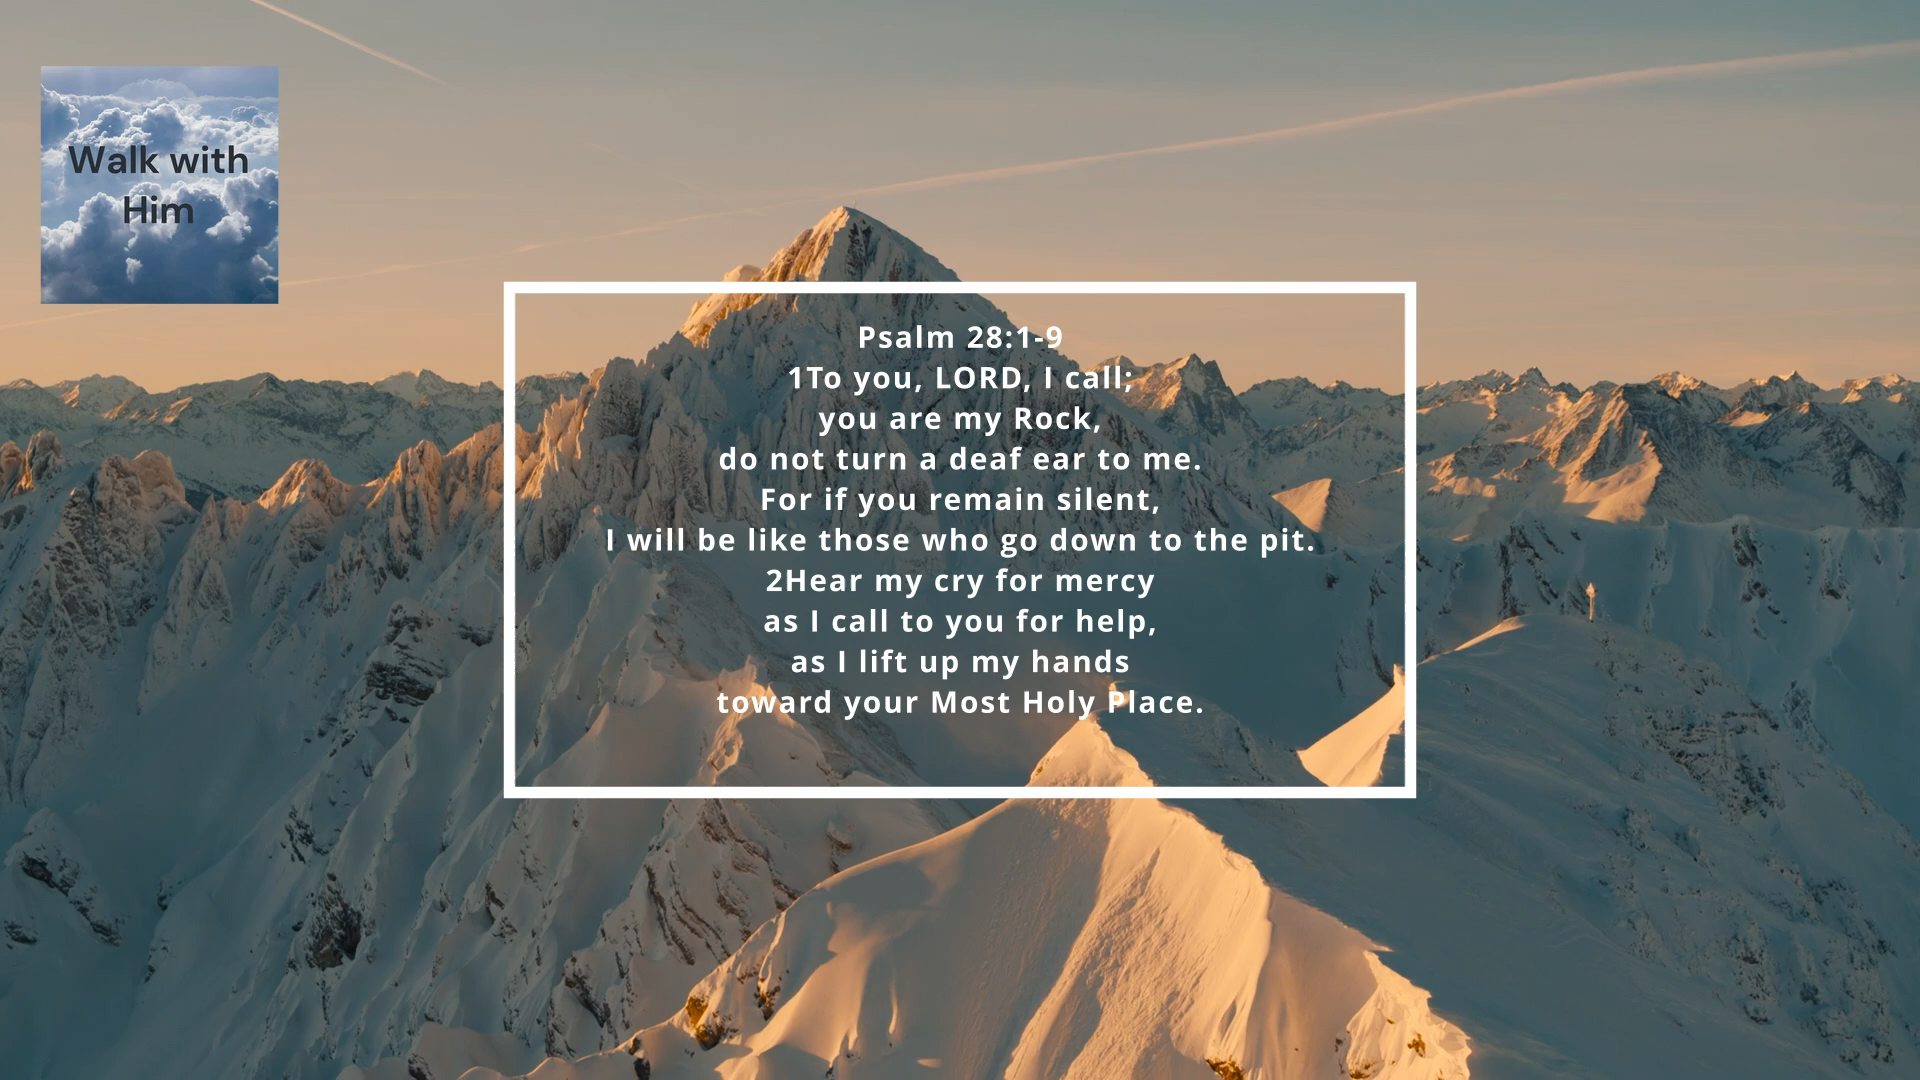 Walk with
Him
Psalm 28:1-9
1To you, LORD, I call;
you are my Rock,
do not turn a deaf ear to me.
For if you remain silent,
I will be like those who go down to the pit.
2Hear my cry for mercy
as I call to you for help,
as I lift up my hands
toward your Most Holy Place.